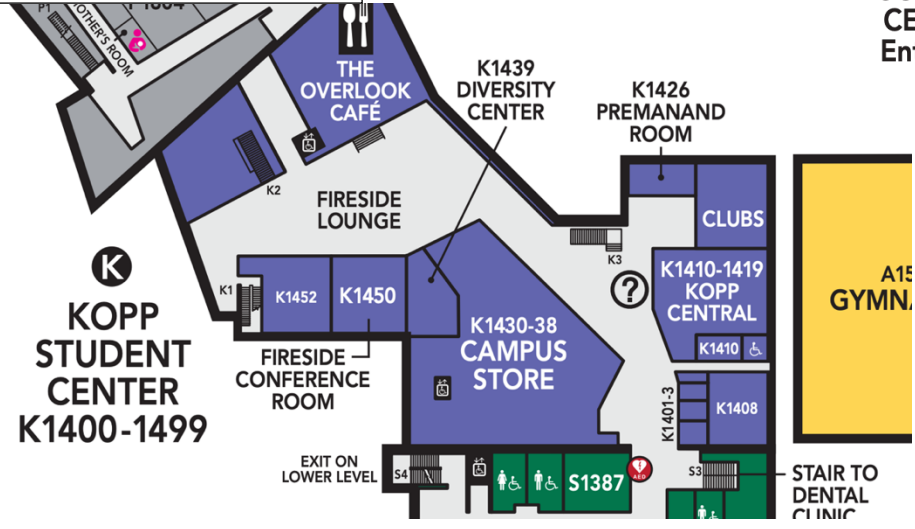 P1
MOTHER'S ROOM
THE
OVERLOOK
CAFÉ
K1439
DIVERSITY
CENTER
K1426
PREMANAND
ROOM
K2
FIRESIDE
LOUNGE
CLUBS
K3
?
K1410-1419
KOPP
CENTRAL
K1410
A15
GYMNA
K
KOPP
STUDENT
CENTER
K1400-1499
K1
K1452
K1450
FIRESIDE
CONFERENCE
ROOM
K1430-38
CAMPUS
STORE
K1401-3
K1408
EXIT ON
LOWER LEVEL
S4
S1387
AED
S3
STAIR TO
DENTAL
CLINIC
CE
Ent